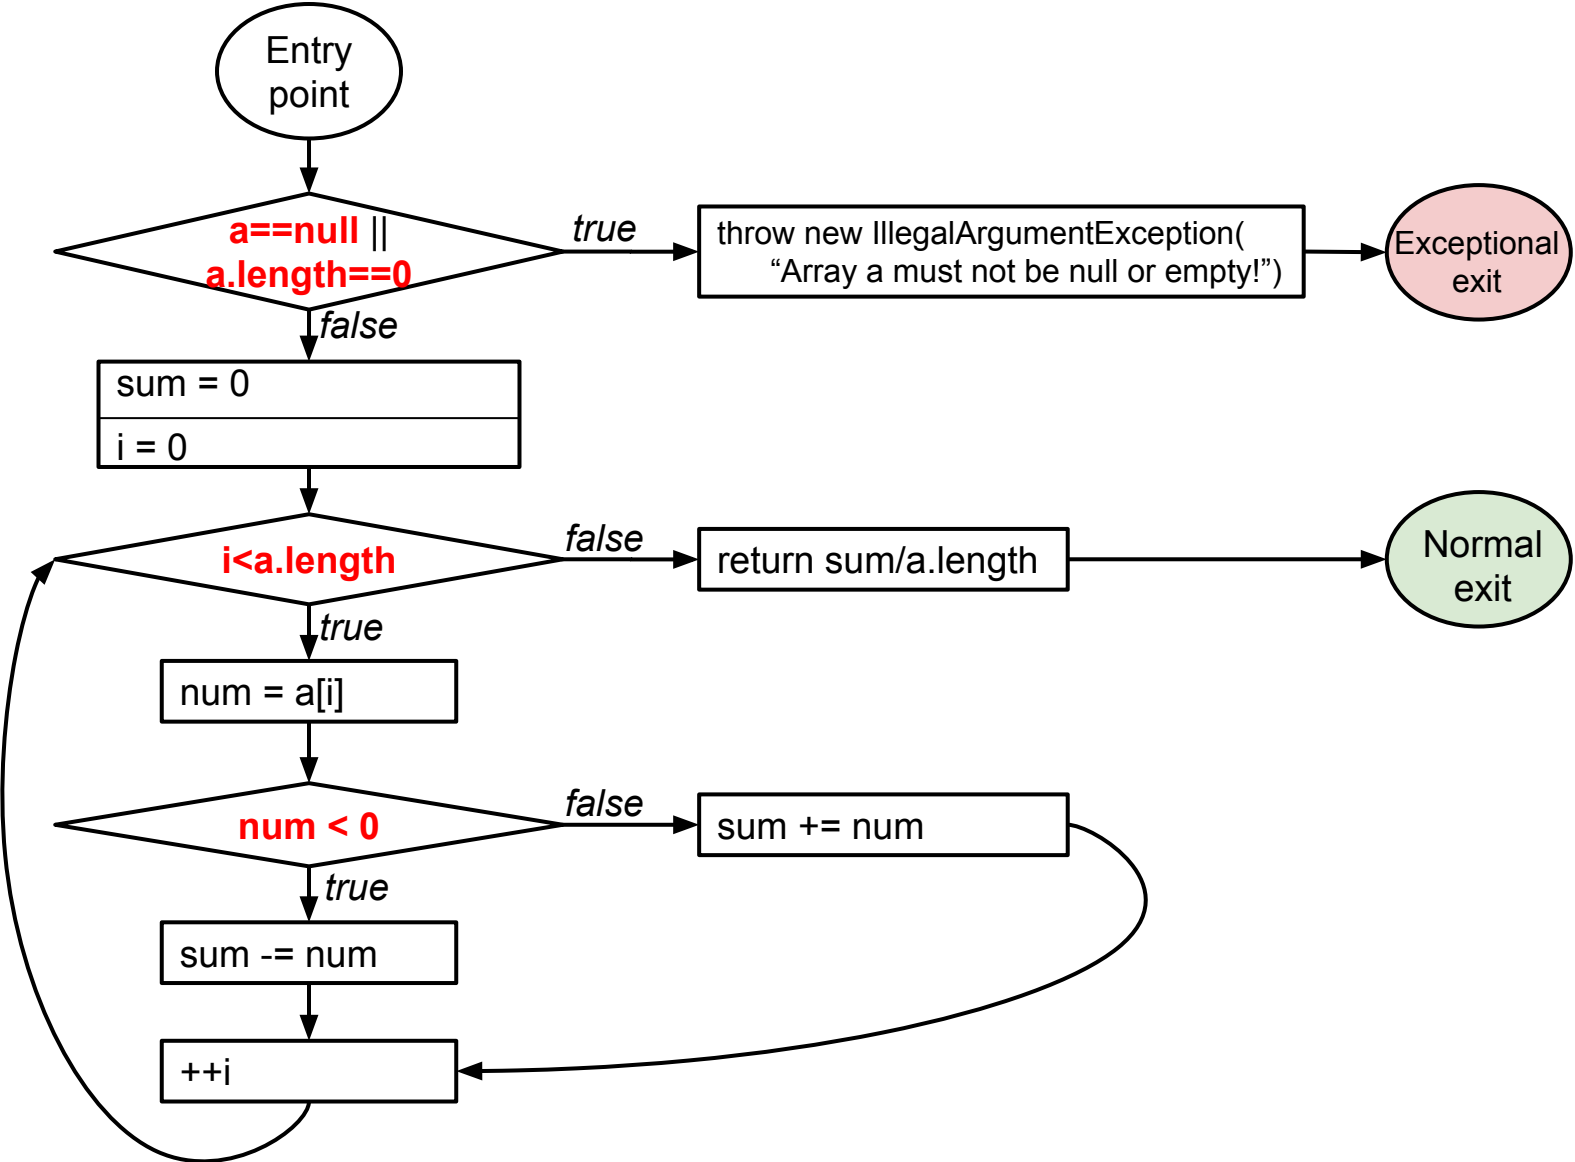 Entry
point
a==null ||
a.length==0
true
throw new IllegalArgumentException(
“Array a must not be null or empty!”)
Exceptional
exit
false
sum = 0
i = 0
i<a.length
false
return sum/a.length
Normal
exit
true
num = a[i]
num < 0
false
sum += num
true
sum -= num
++i